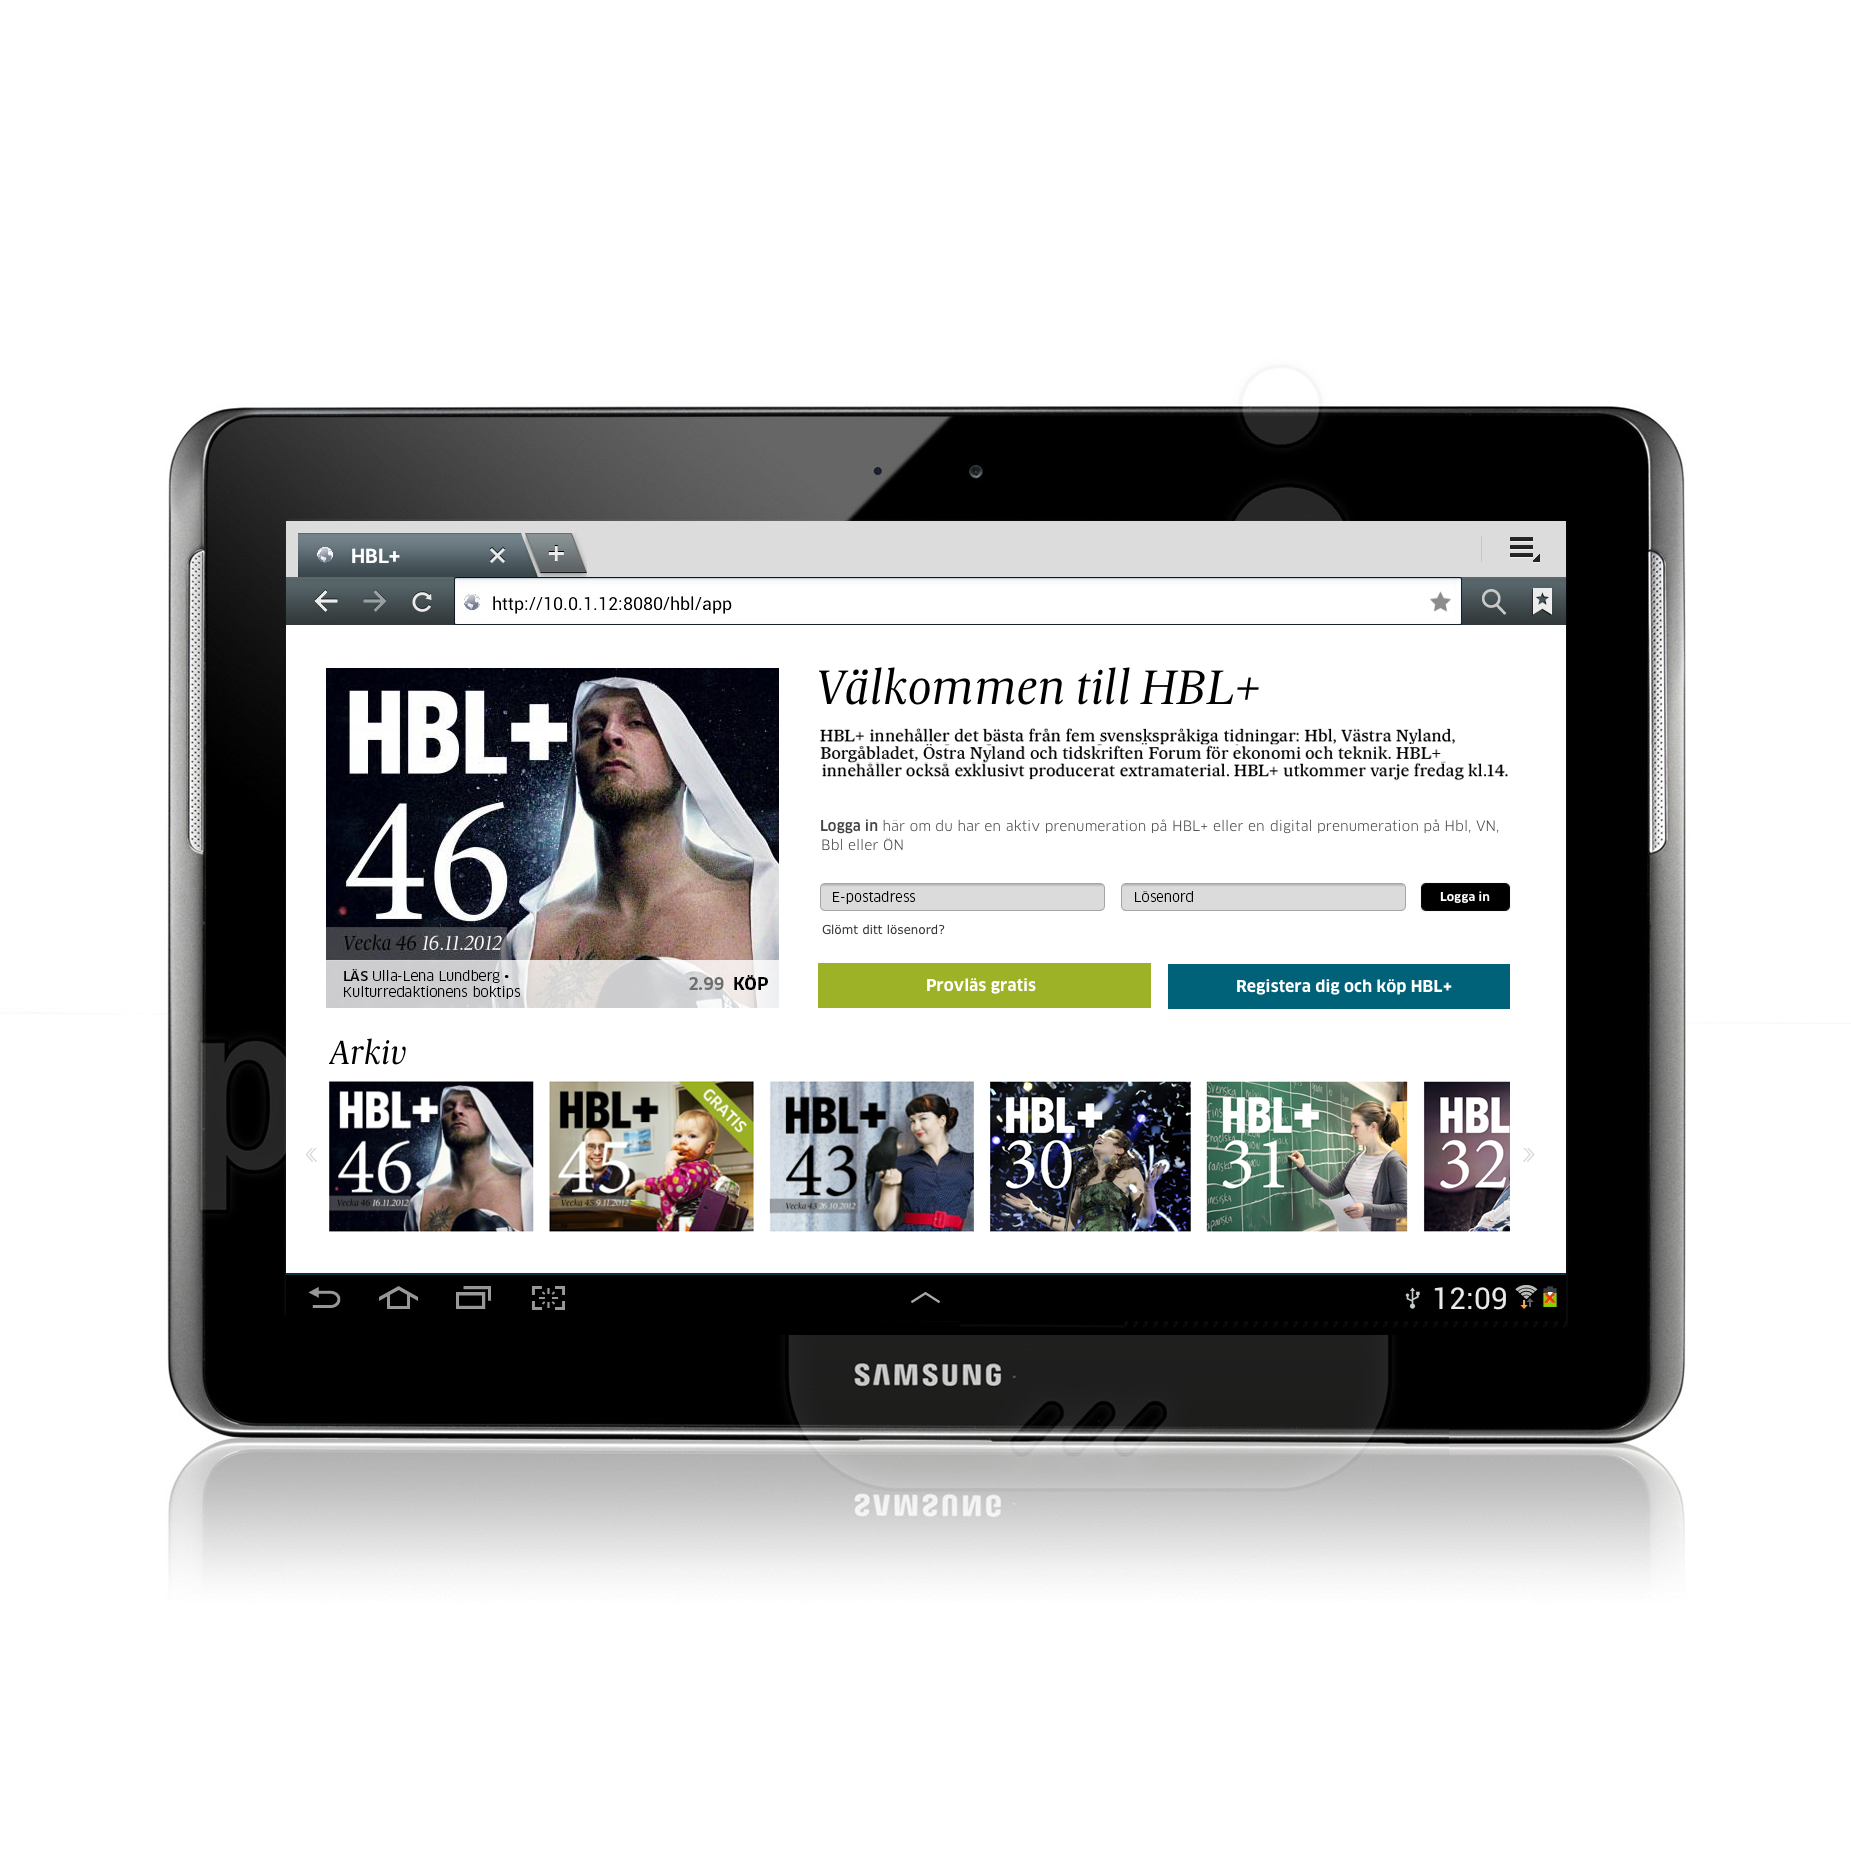 HBL+
http://10.0.1.12:8080/hbl/app
HBL+
46
Vecka 46 16.11.2012
LÄS Ulla-Lena Lundberg •
Kulturredaktionens boktips
2.99 KÖP
Välkommen till HBL+
HBL+ innehåller det bästa från fem svenskspråkiga tidningar: Hbl, Västra Nyland,
Borgåbladet, Östra Nyland och tidskriften Forum för ekonomi och teknik. HBL+
innehåller också exklusivt producerat extramaterial. HBL+ utkommer varje fredag kl.14.
Logga in här om du har en aktiv prenumeration på HBL+ eller en digital prenumeration på Hbl, VN,
Bbl eller ÖN
E-postadress
Lösenord
Logga in
Glömt ditt lösenord?
Provläs gratis
Registera dig och köp HBL+
Arkiv
HBL+
46
Vecka 46 16.11.2012
HBL+
45
Vecka 45 9.11.2012
GRATIS
HBL+
43
Vecka 43 26.10.2012
HBL+
30
HBL+
31
HBL
32
12:09
SAMSUNG